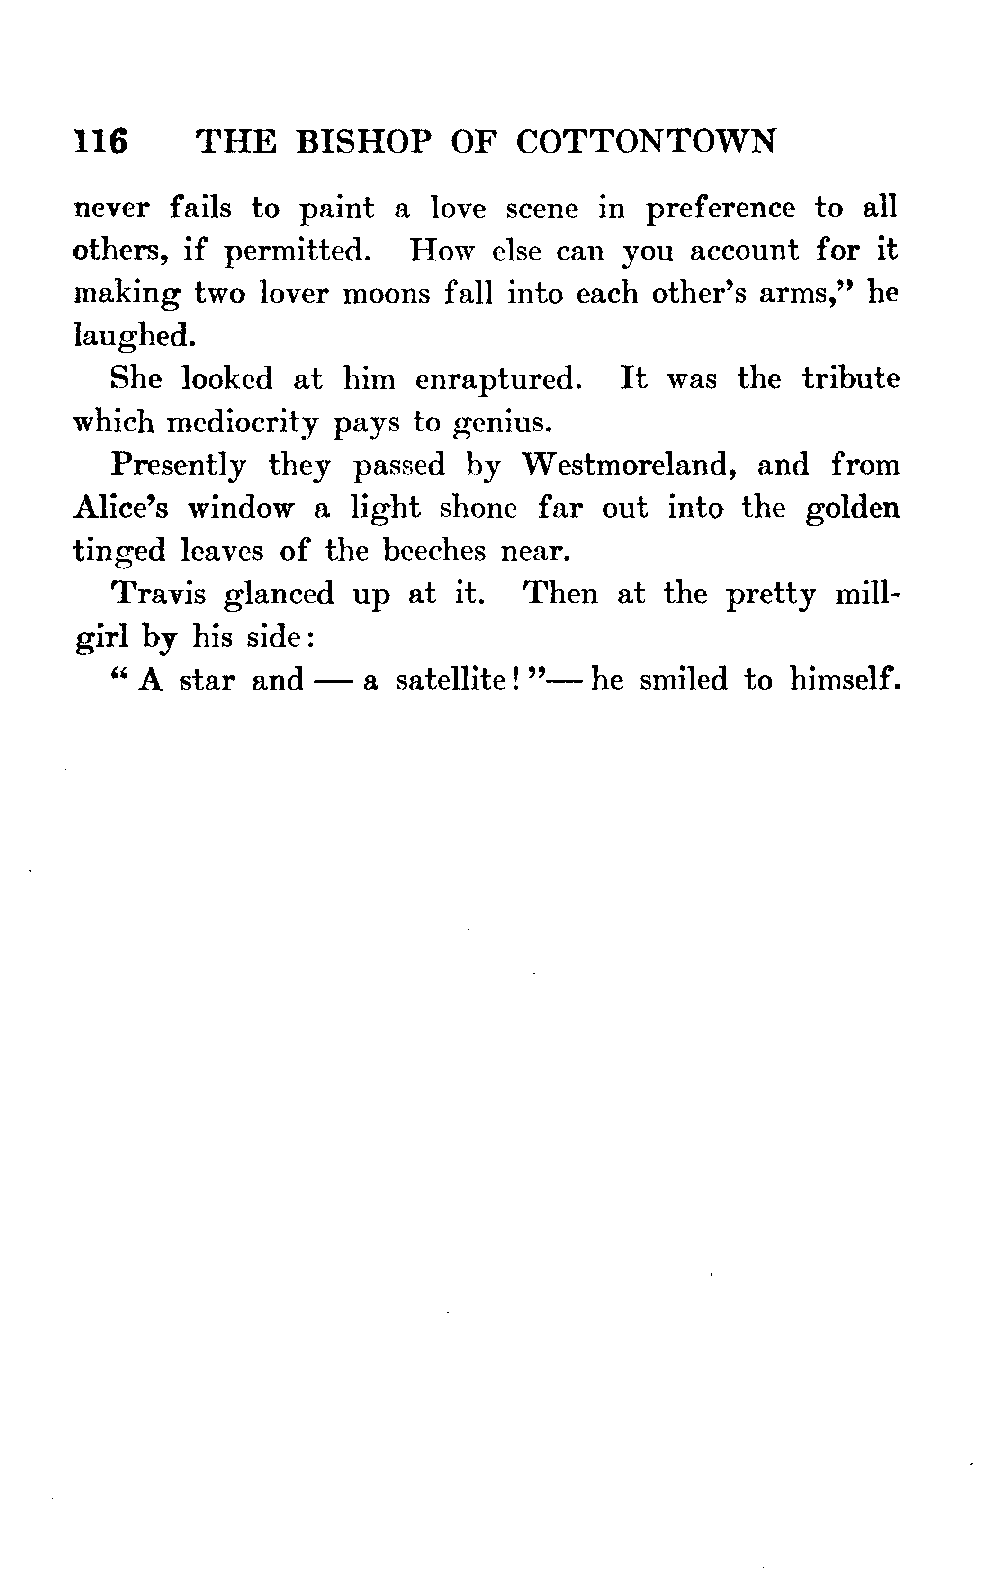 116 THE BISHOP OF COTTONTOWN
never fails to paint a love scene in preference to all
others, if permitted. How else can you account for it
making two lover moons fall into each other's arms,” he
laughed.
She looked at him enraptured. It was the tribute
which mediocrity pays to genius.
Presently they passed by Westmoreland, and from
Alice's window a light shone far out into the golden
tinged leaves of the beeches near.
Travis glanced up at it. Then at the pretty mill-
girl by his side:
“ A star and — a satellite! ”— he smiled to himself.